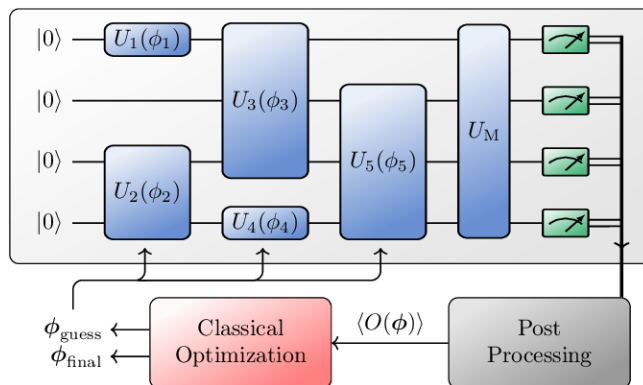 |0⟩ U₁(ϕ₁)
|0⟩ U₃(ϕ₃) U_M
|0⟩ U₂(ϕ₂) U₅(ϕ₅)
|0⟩ U₄(ϕ₄)
ϕ_guess Classical ⟨O(ϕ)⟩ Post
ϕ_final Optimization Processing